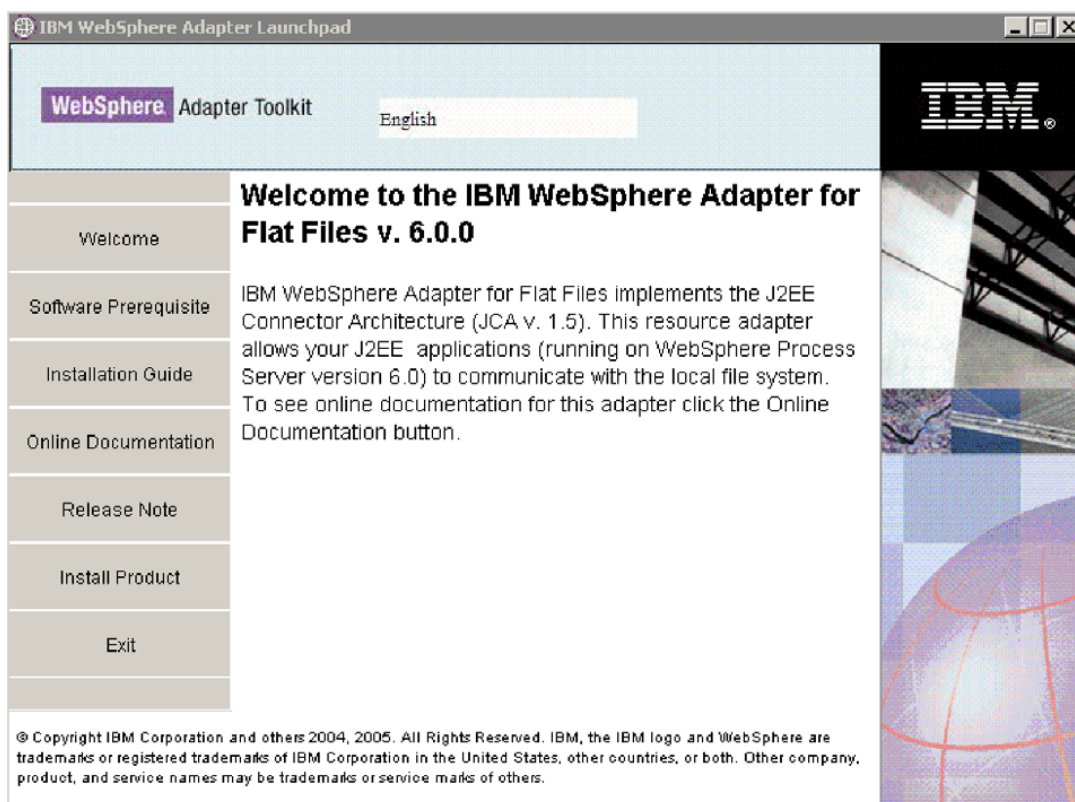 IBM WebSphere Adapter Launchpad
WebSphere Adapter Toolkit
English
IBM®
Welcome
Software Prerequisite
Installation Guide
Online Documentation
Release Note
Install Product
Exit
Welcome to the IBM WebSphere Adapter for
Flat Files v. 6.0.0
IBM WebSphere Adapter for Flat Files implements the J2EE
Connector Architecture (JCA v. 1.5). This resource adapter
allows your J2EE applications (running on WebSphere Process
Server version 6.0) to communicate with the local file system.
To see online documentation for this adapter click the Online
Documentation button.
© Copyright IBM Corporation and others 2004, 2005. All Rights Reserved. IBM, the IBM logo and WebSphere are
trademarks or registered trademarks of IBM Corporation in the United States, other countries, or both. Other company,
product, and service names may be trademarks or service marks of others.